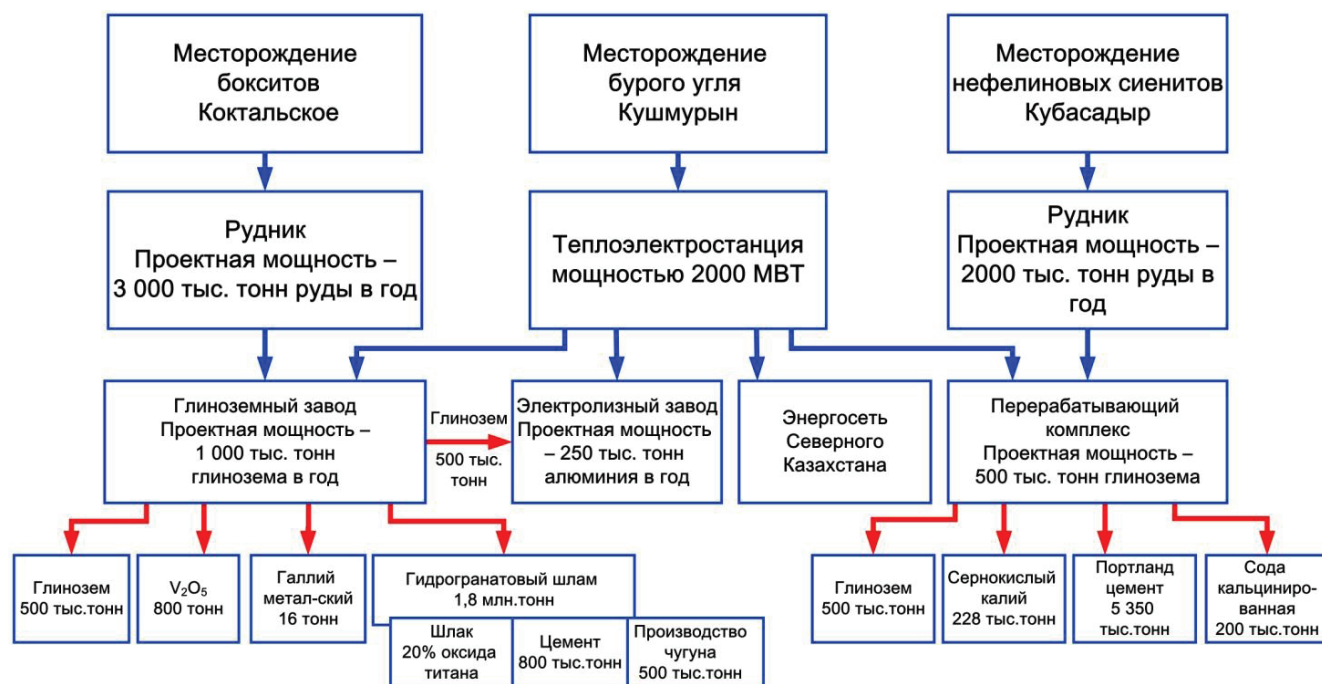 Месторождение
бокситов
Коктальское
Месторождение
бурого угля
Кушмурын
Месторождение
нефелиновых сиенитов
Кубасадыр
Рудник
Проектная мощность –
3 000 тыс. тонн руды в год
Теплоэлектростанция
мощностью 2000 МВТ
Рудник
Проектная мощность –
2000 тыс. тонн руды в
год
Глиноземный завод
Проектная мощность –
1 000 тыс. тонн
глинозема в год
Глинозем
500 тыс.
тонн
Электролизный завод
Проектная мощность
– 250 тыс. тонн
алюминия в год
Энергосеть
Северного
Казахстана
Перерабатывающий
комплекс
Проектная мощность –
500 тыс. тонн глинозема
Глинозем
500 тыс.тонн
V₂O₅
800 тонн
Галлий
метал-ский
16 тонн
Гидрогранатовый шлам
1,8 млн.тонн
Шлак
20% оксида
титана
Цемент
800 тыс.тонн
Производство
чугуна
500 тыс.тонн
Глинозем
500 тыс.тонн
Сернокислый
калий
228 тыс.тонн
Портланд
цемент
5 350
тыс.тонн
Сода
кальциниро-
ванная
200 тыс.тонн